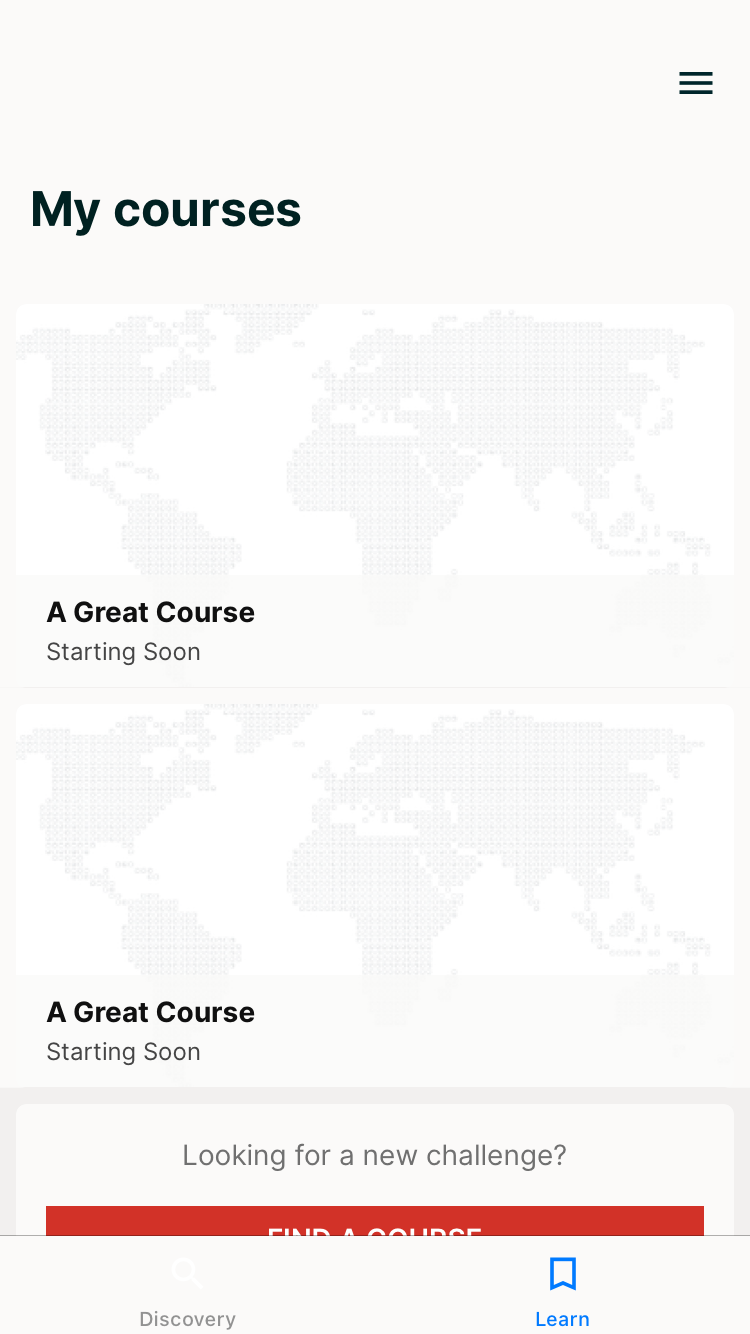 My courses
A Great Course
Starting Soon
A Great Course
Starting Soon
Looking for a new challenge?
FIND A COURSE
Discovery
Learn